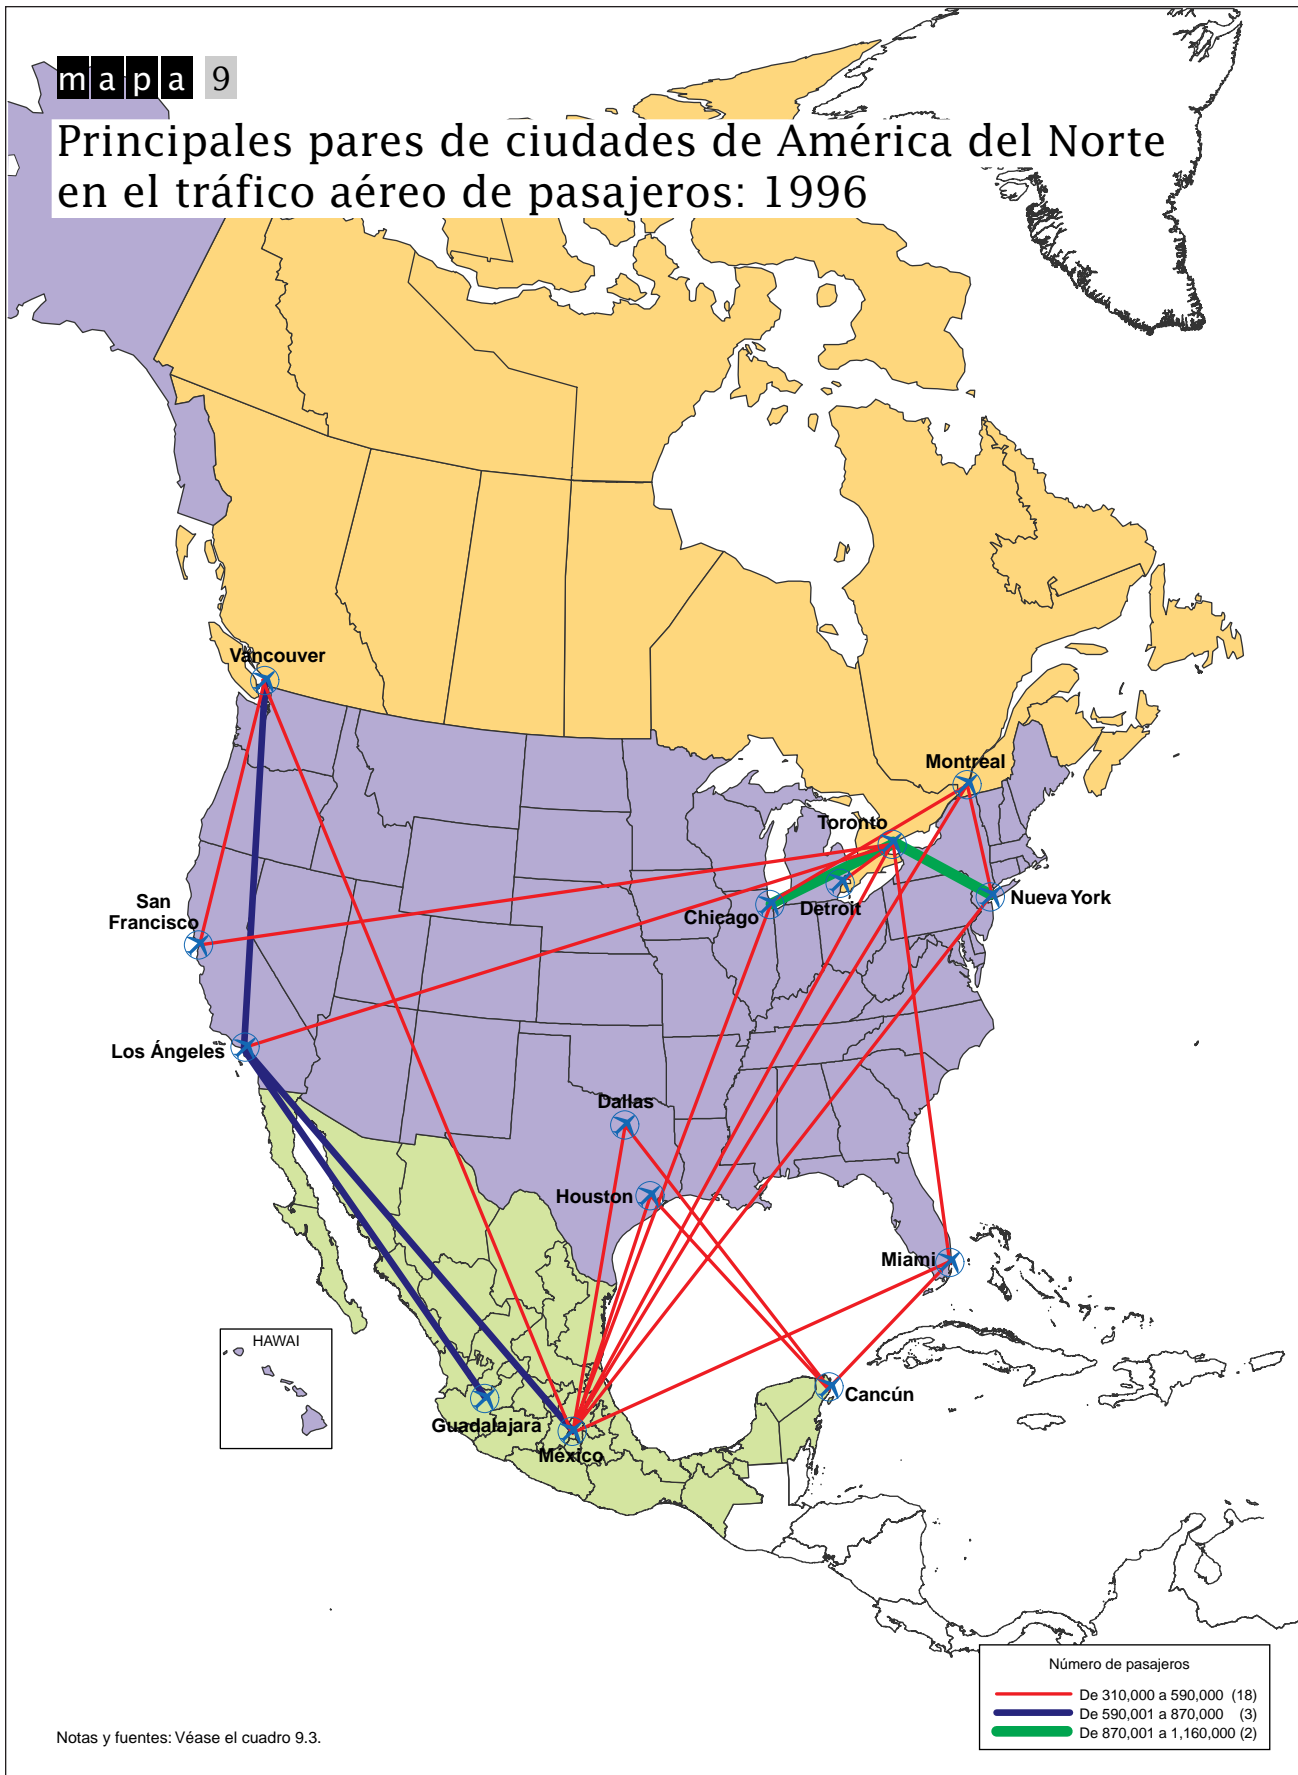 mapa 9
Principales pares de ciudades de América del Norte
en el tráfico aéreo de pasajeros: 1996
Vancouver
Montreal
Toronto
San
Francisco
Chicago
Detroit
Nueva York
Los Ángeles
Dallas
Houston
Miami
HAWAI
Cancún
Guadalajara
México
Número de pasajeros
De 310,000 a 590,000 (18)
De 590,001 a 870,000 (3)
De 870,001 a 1,160,000 (2)
Notas y fuentes: Véase el cuadro 9.3.